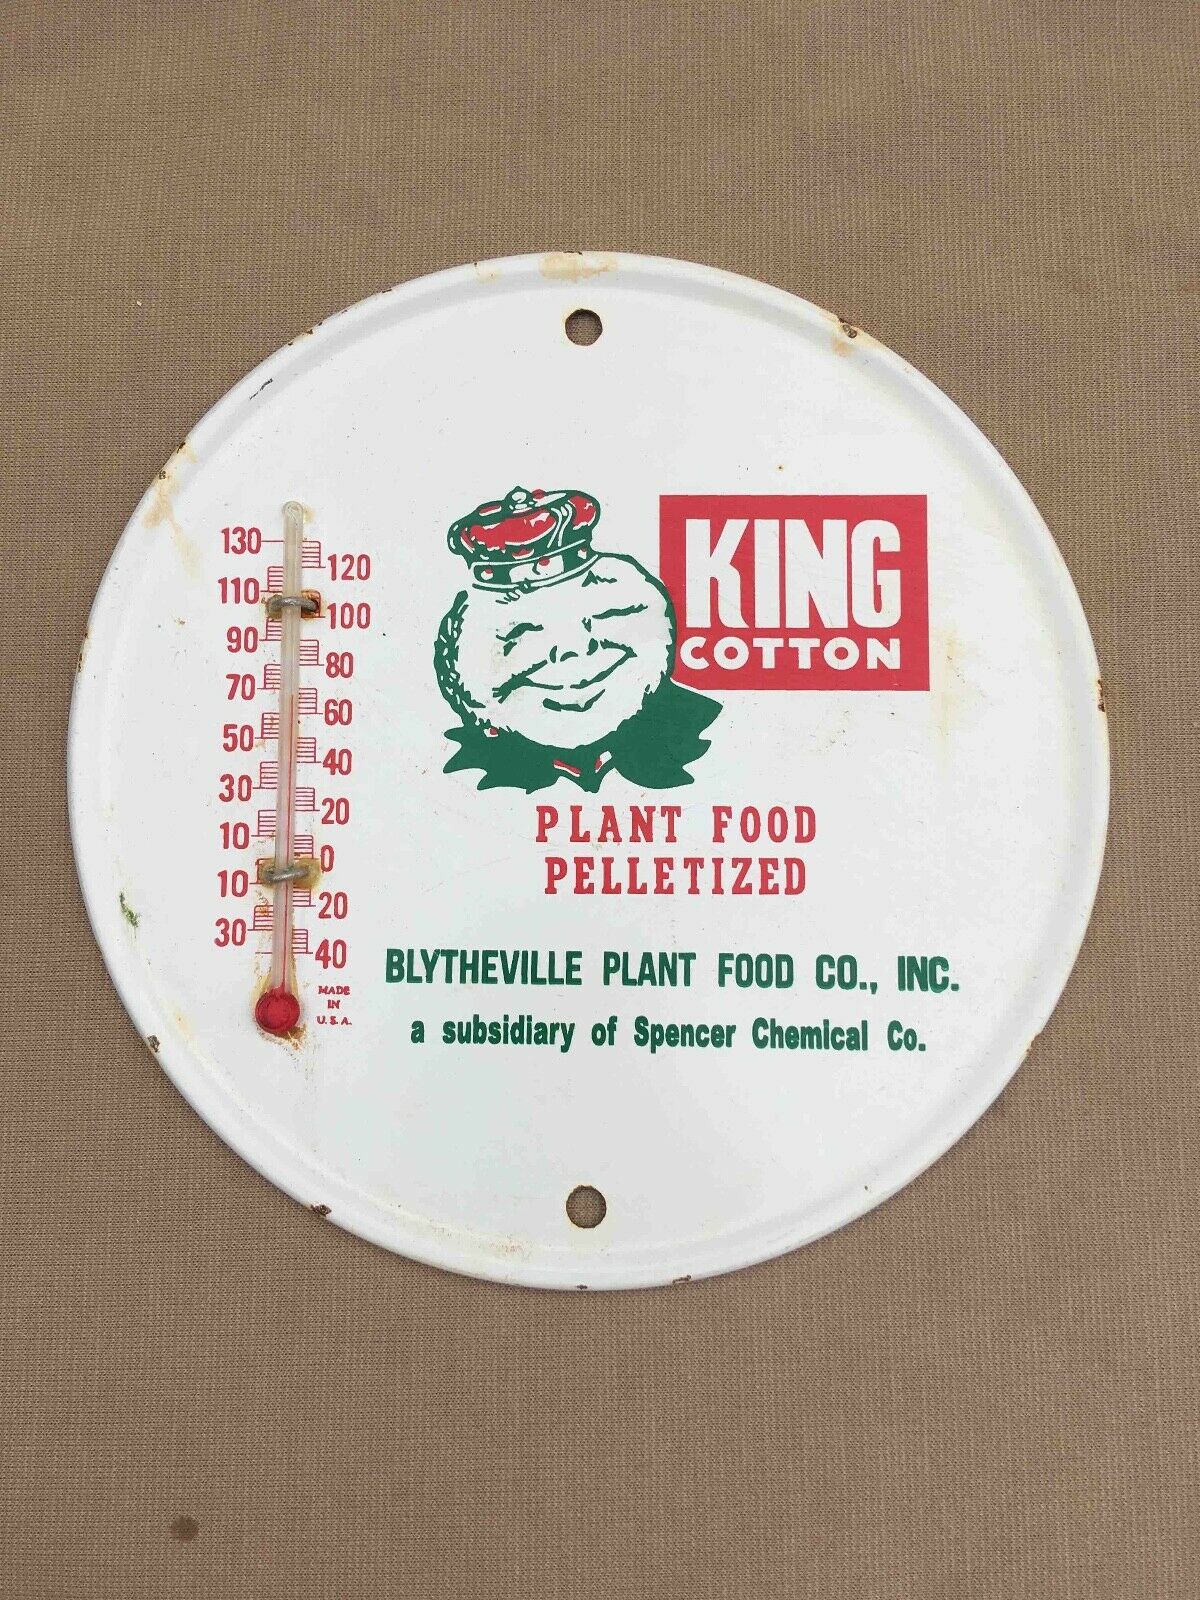 KING
COTTON
PLANT FOOD
PELLETIZED
BLYTHEVILLE PLANT FOOD CO., INC.
a subsidiary of Spencer Chemical Co.
130
120
110
100
90
80
70
60
50
40
30
20
10
0
10
20
30
40
MADE
IN
U.S.A.